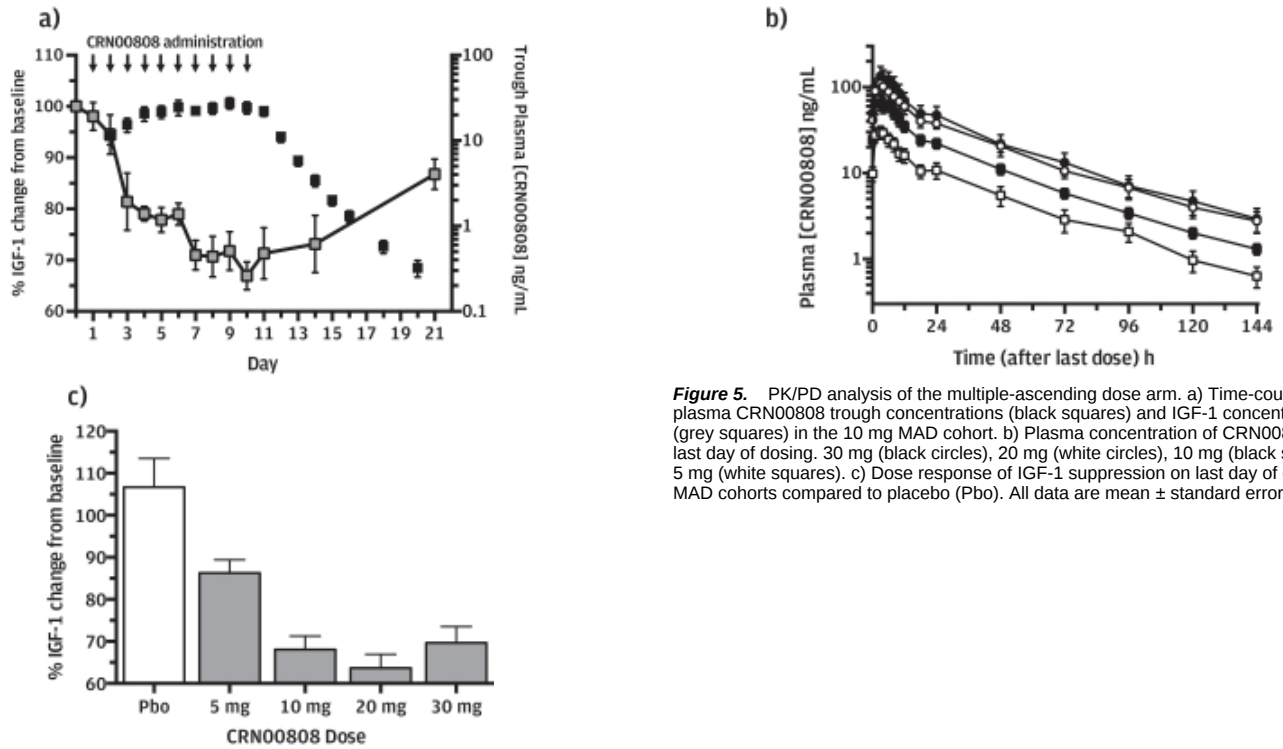 a)
CRN00808 administration
110
100
90
80
70
60
% IGF-1 change from baseline
100
10
1
0.1
Trough Plasma [CRN00808] ng/mL
1 3 5 7 9 11 13 15 17 19 21
Day
b)
100
10
1
Plasma [CRN00808] ng/mL
0 24 48 72 96 120 144
Time (after last dose) h
Figure 5. PK/PD analysis of the multiple-ascending dose arm. a) Time-cou
plasma CRN00808 trough concentrations (black squares) and IGF-1 concent
(grey squares) in the 10 mg MAD cohort. b) Plasma concentration of CRN008
last day of dosing. 30 mg (black circles), 20 mg (white circles), 10 mg (black s
5 mg (white squares). c) Dose response of IGF-1 suppression on last day of
MAD cohorts compared to placebo (Pbo). All data are mean ± standard error
c)
120
110
100
90
80
70
60
% IGF-1 change from baseline
Pbo 5 mg 10 mg 20 mg 30 mg
CRN00808 Dose